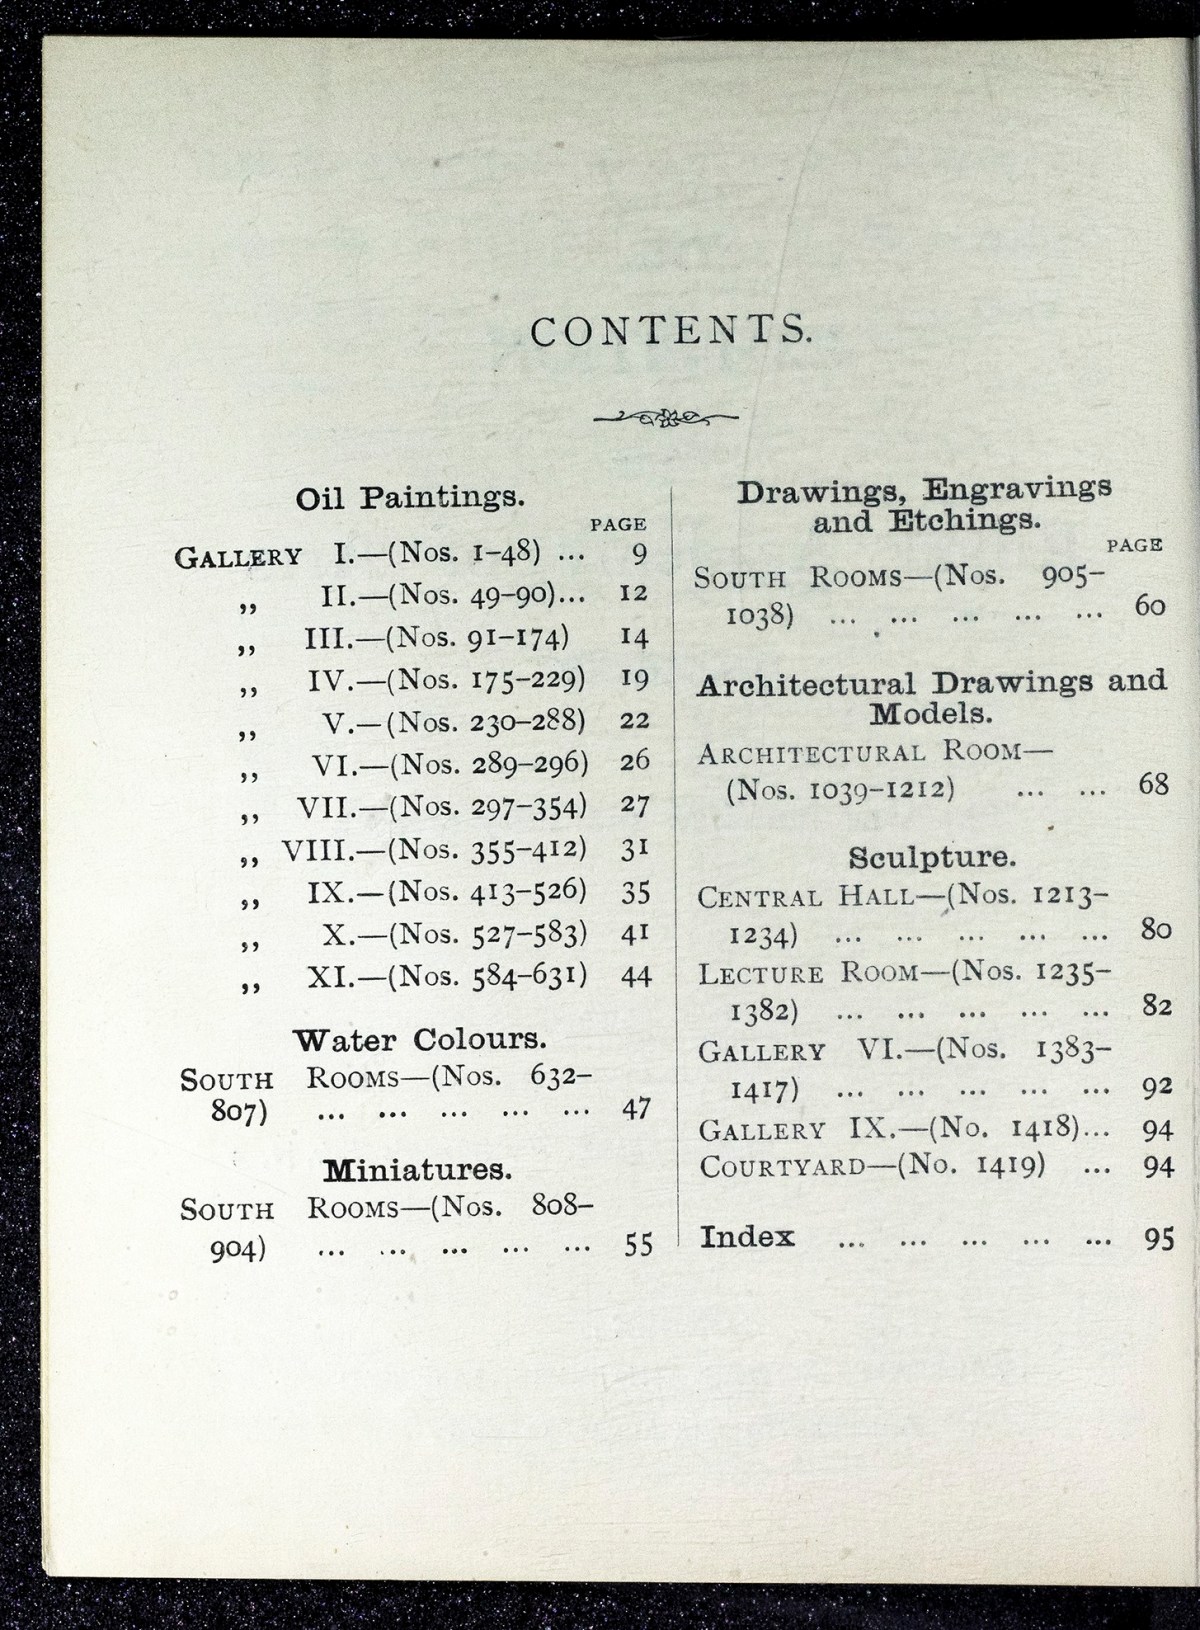 CONTENTS.
Oil Paintings.
PAGE
GALLERY I.—(Nos. 1–48) ... 9
„ II.—(Nos. 49–90)... 12
„ III.—(Nos. 91–174) 14
„ IV.—(Nos. 175–229) 19
„ V.—(Nos. 230–288) 22
„ VI.—(Nos. 289–296) 26
„ VII.—(Nos. 297–354) 27
„ VIII.—(Nos. 355–412) 31
„ IX.—(Nos. 413–526) 35
„ X.—(Nos. 527–583) 41
„ XI.—(Nos. 584–631) 44
Water Colours.
SOUTH ROOMS—(Nos. 632–
807) ... ... ... ... ... 47
Miniatures.
SOUTH ROOMS—(Nos. 808–
904) ... ... ... ... ... 55
Drawings, Engravings
and Etchings.
PAGE
SOUTH ROOMS—(Nos. 905–
1038) ... ... ... ... ... 60
Architectural Drawings and
Models.
ARCHITECTURAL ROOM—
(Nos. 1039–1212) ... ... 68
Sculpture.
CENTRAL HALL—(Nos. 1213–
1234) ... ... ... ... ... 80
LECTURE ROOM—(Nos. 1235–
1382) ... ... ... ... ... 82
GALLERY VI.—(Nos. 1383–
1417) ... ... ... ... ... 92
GALLERY IX.—(No. 1418)... 94
COURTYARD—(No. 1419) ... 94
Index ... ... ... ... ... 95